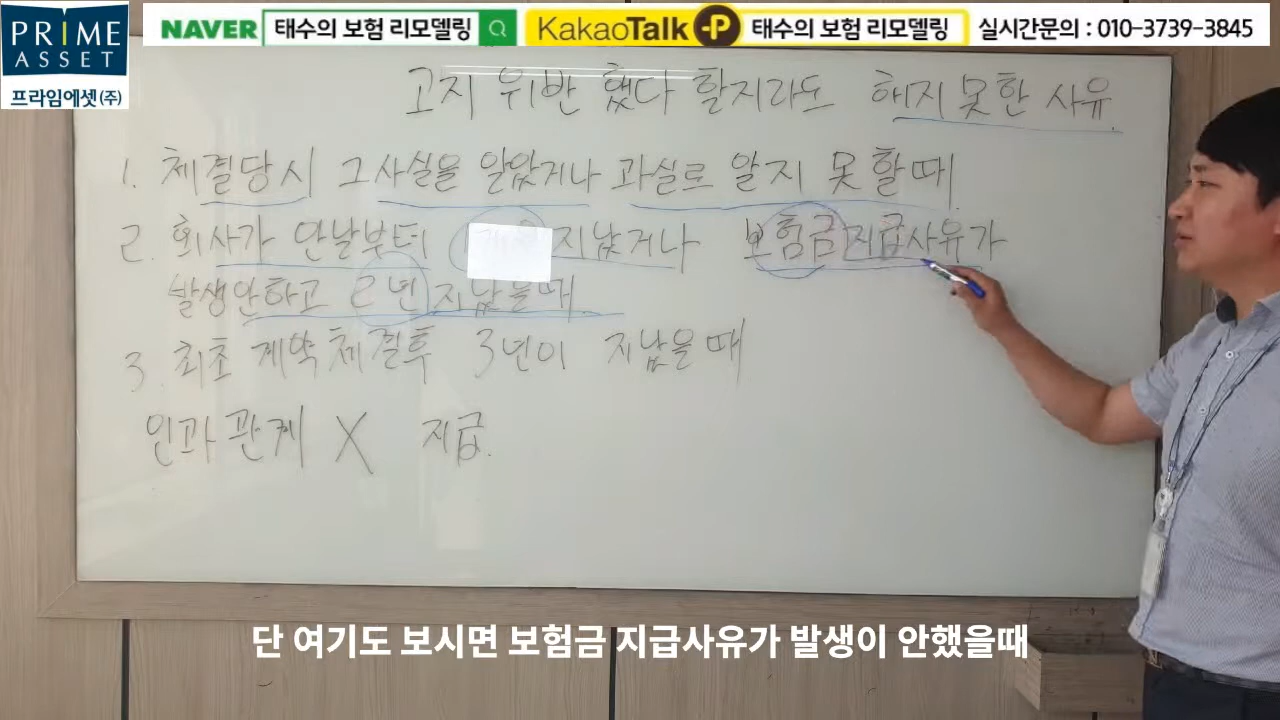 PRIME
ASSET
프라임에셋(주)
NAVER 태수의 보험 리모델링 KakaoTalk P 태수의 보험 리모델링 실시간문의 : 010-3739-3845
고지 위반 했다 할지라도 해지 못한 사유
1. 체결당시 그사실을 알았거나 과실로 알지 못할때
2. 회사가 안날부터 지났거나 보험금지급사유가
발생안하고 2년 지났을때
3. 최초 계약체결후 3년이 지났을때
인과관계 X 지급.
단 여기도 보시면 보험금 지급사유가 발생이 안했을때